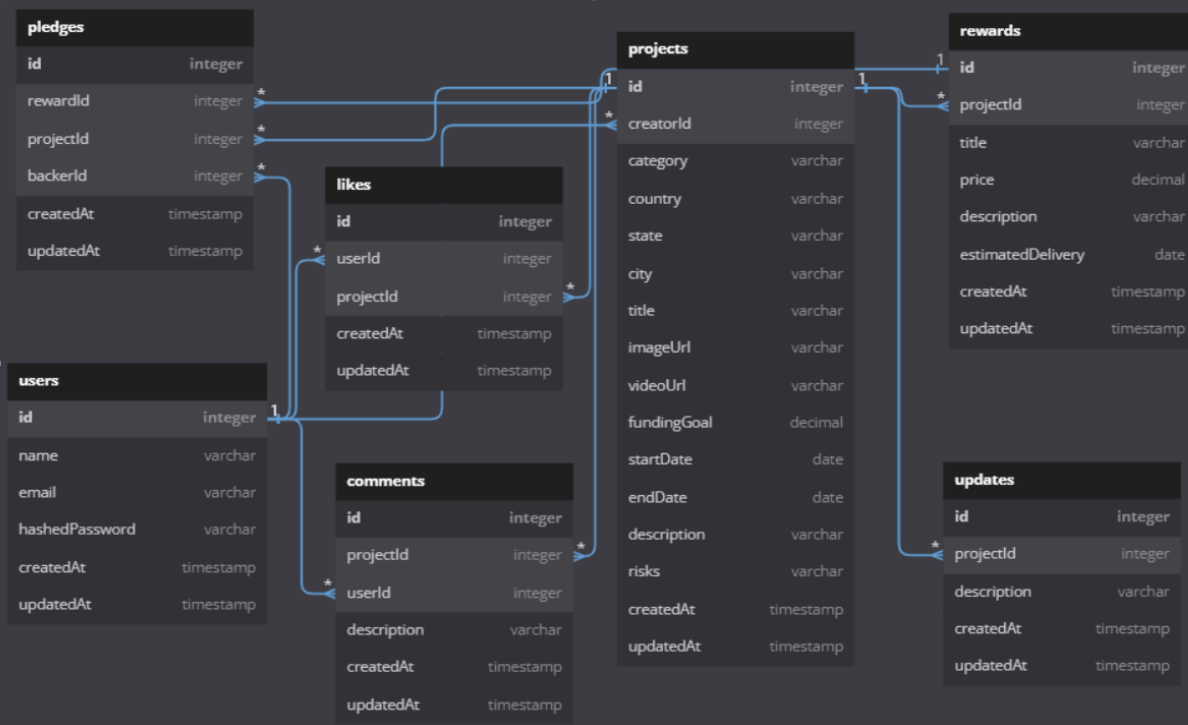 pledges
id integer
rewardId integer
projectId integer
backerId integer
createdAt timestamp
updatedAt timestamp
* 
* 
* 
likes
id integer
userId integer
projectId integer
createdAt timestamp
updatedAt timestamp
* 
* 
users
id integer
name varchar
email varchar
hashedPassword varchar
createdAt timestamp
updatedAt timestamp
1
comments
id integer
projectId integer
userId integer
description varchar
createdAt timestamp
updatedAt timestamp
* 
* 
projects
id integer
creatorId integer
category varchar
country varchar
state varchar
city varchar
title varchar
imageUrl varchar
videoUrl varchar
fundingGoal decimal
startDate date
endDate date
description varchar
risks varchar
createdAt timestamp
updatedAt timestamp
1
* 
1
rewards
id integer
projectId integer
title varchar
price decimal
description varchar
estimatedDelivery date
createdAt timestamp
updatedAt timestamp
1
* 
updates
id integer
projectId integer
description varchar
createdAt timestamp
updatedAt timestamp
*